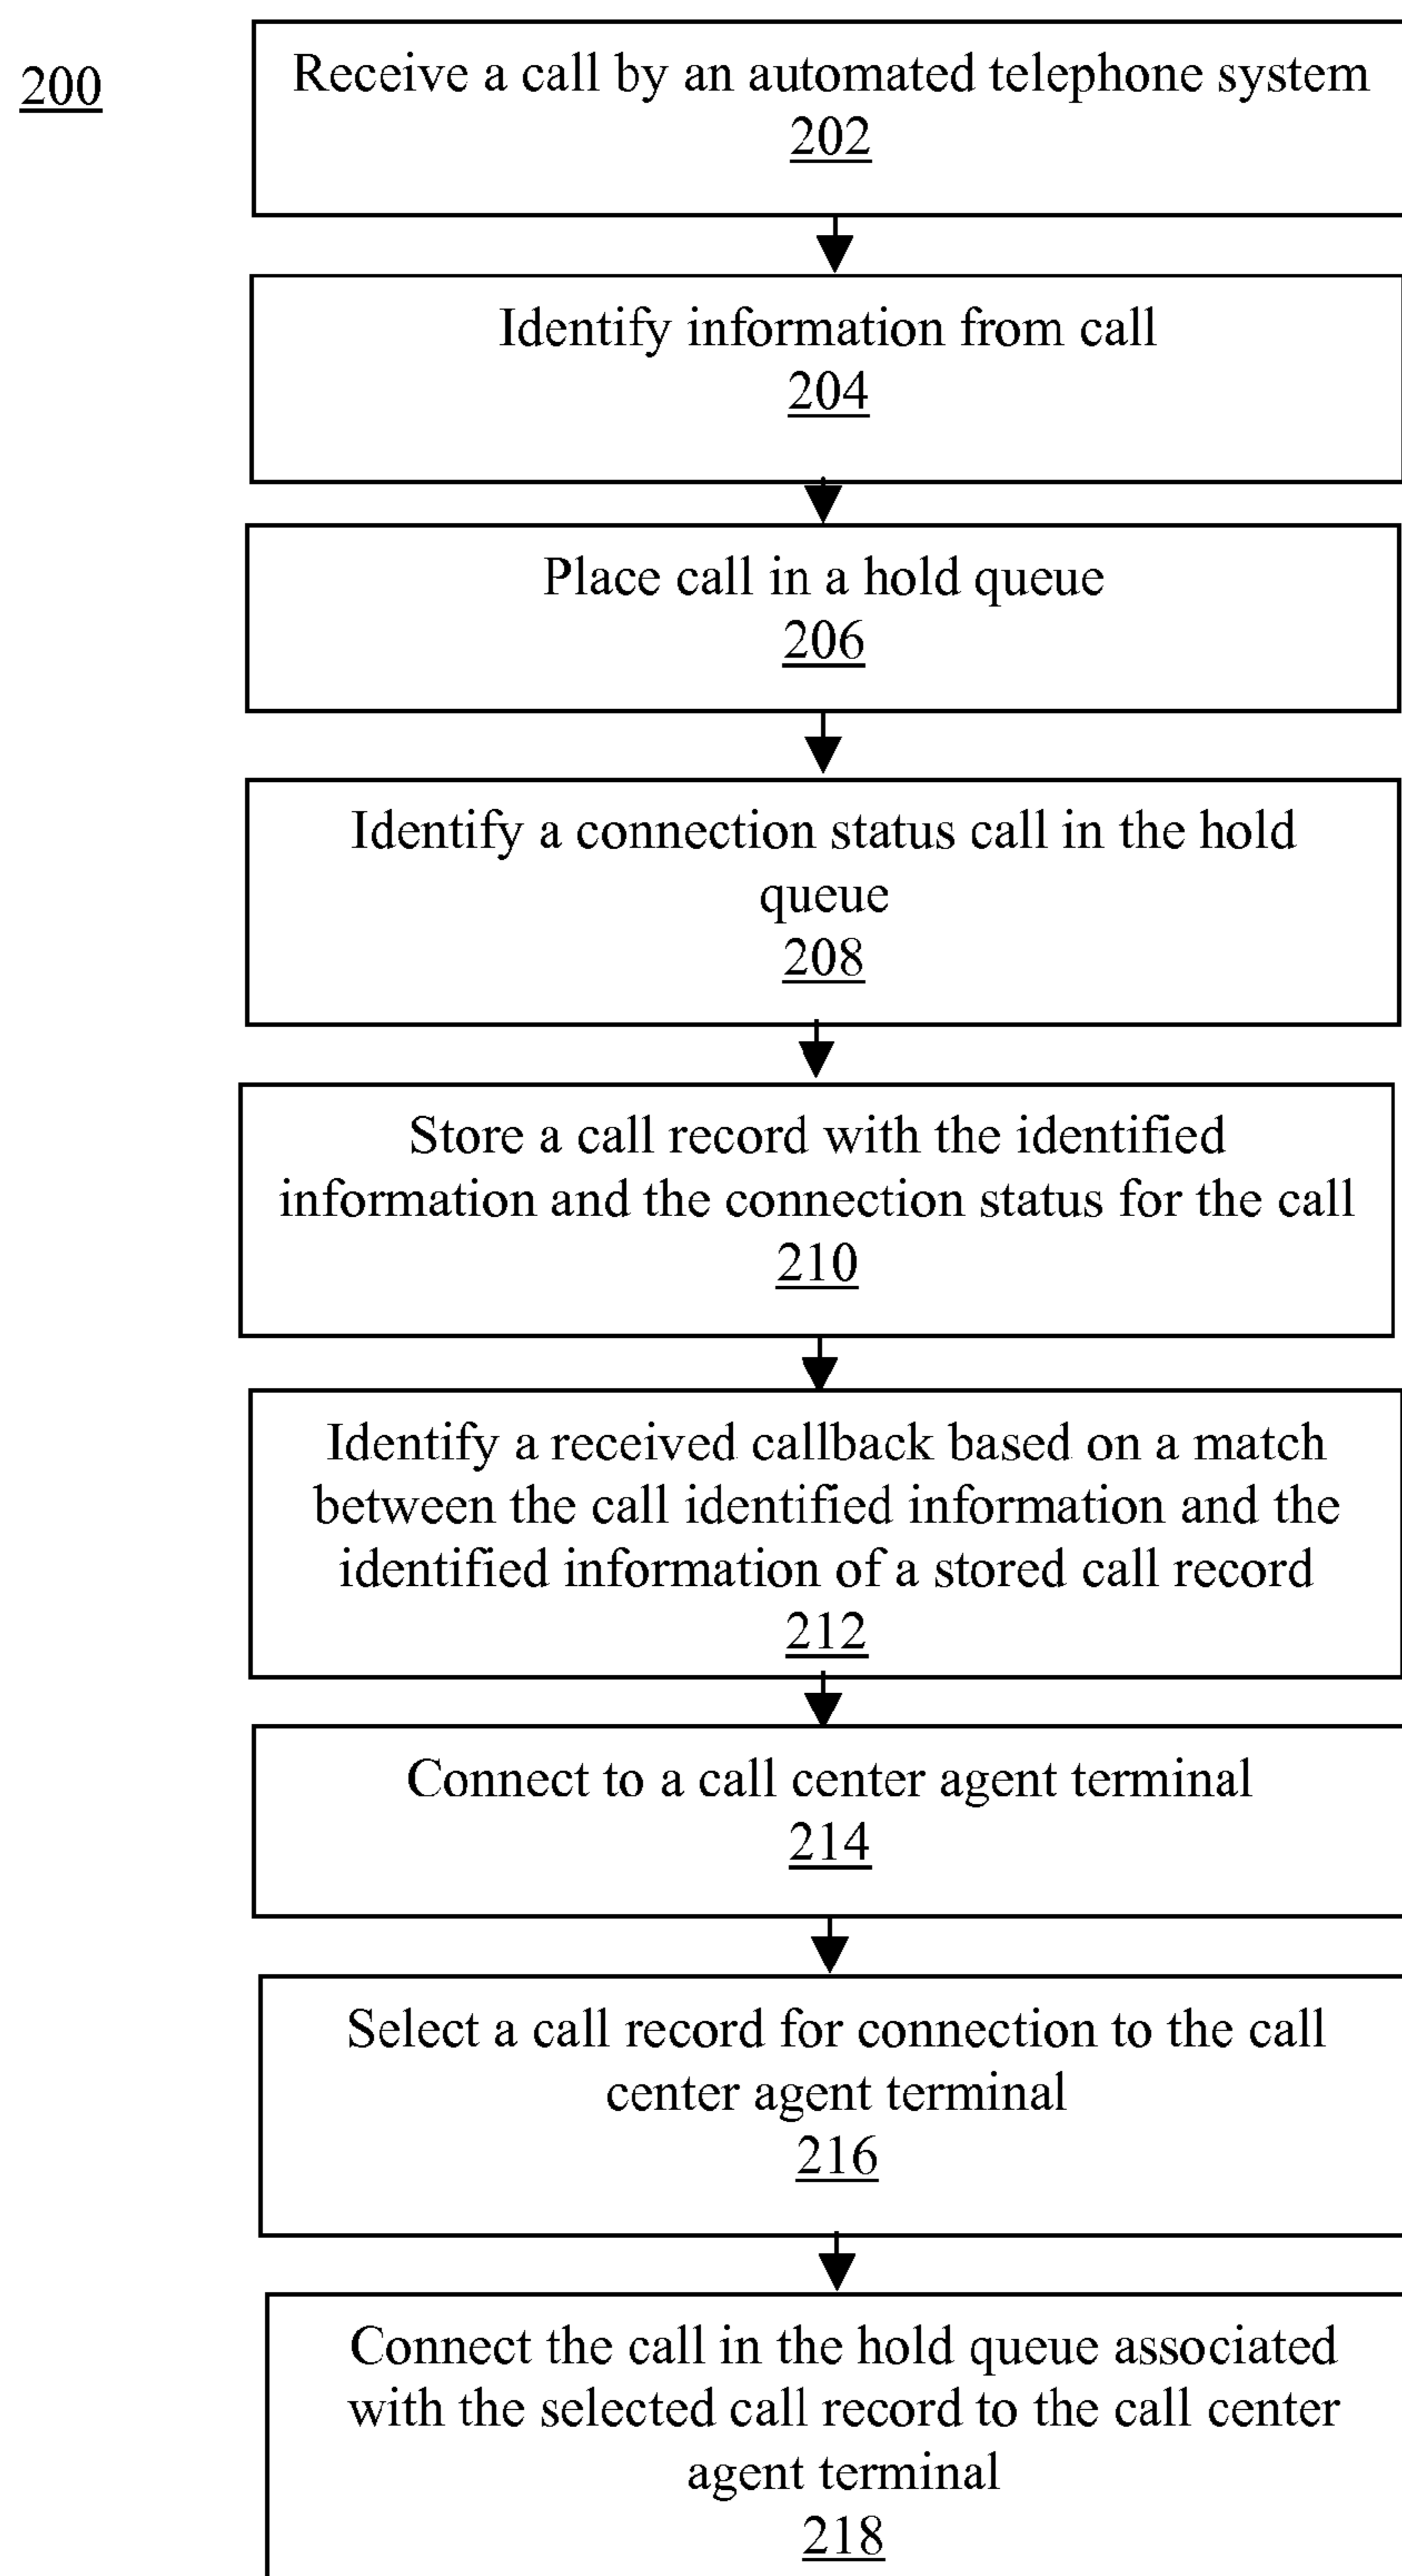 200
Receive a call by an automated telephone system
202
Identify information from call
204
Place call in a hold queue
206
Identify a connection status call in the hold
queue
208
Store a call record with the identified
information and the connection status for the call
210
Identify a received callback based on a match
between the call identified information and the
identified information of a stored call record
212
Connect to a call center agent terminal
214
Select a call record for connection to the call
center agent terminal
216
Connect the call in the hold queue associated
with the selected call record to the call center
agent terminal
218